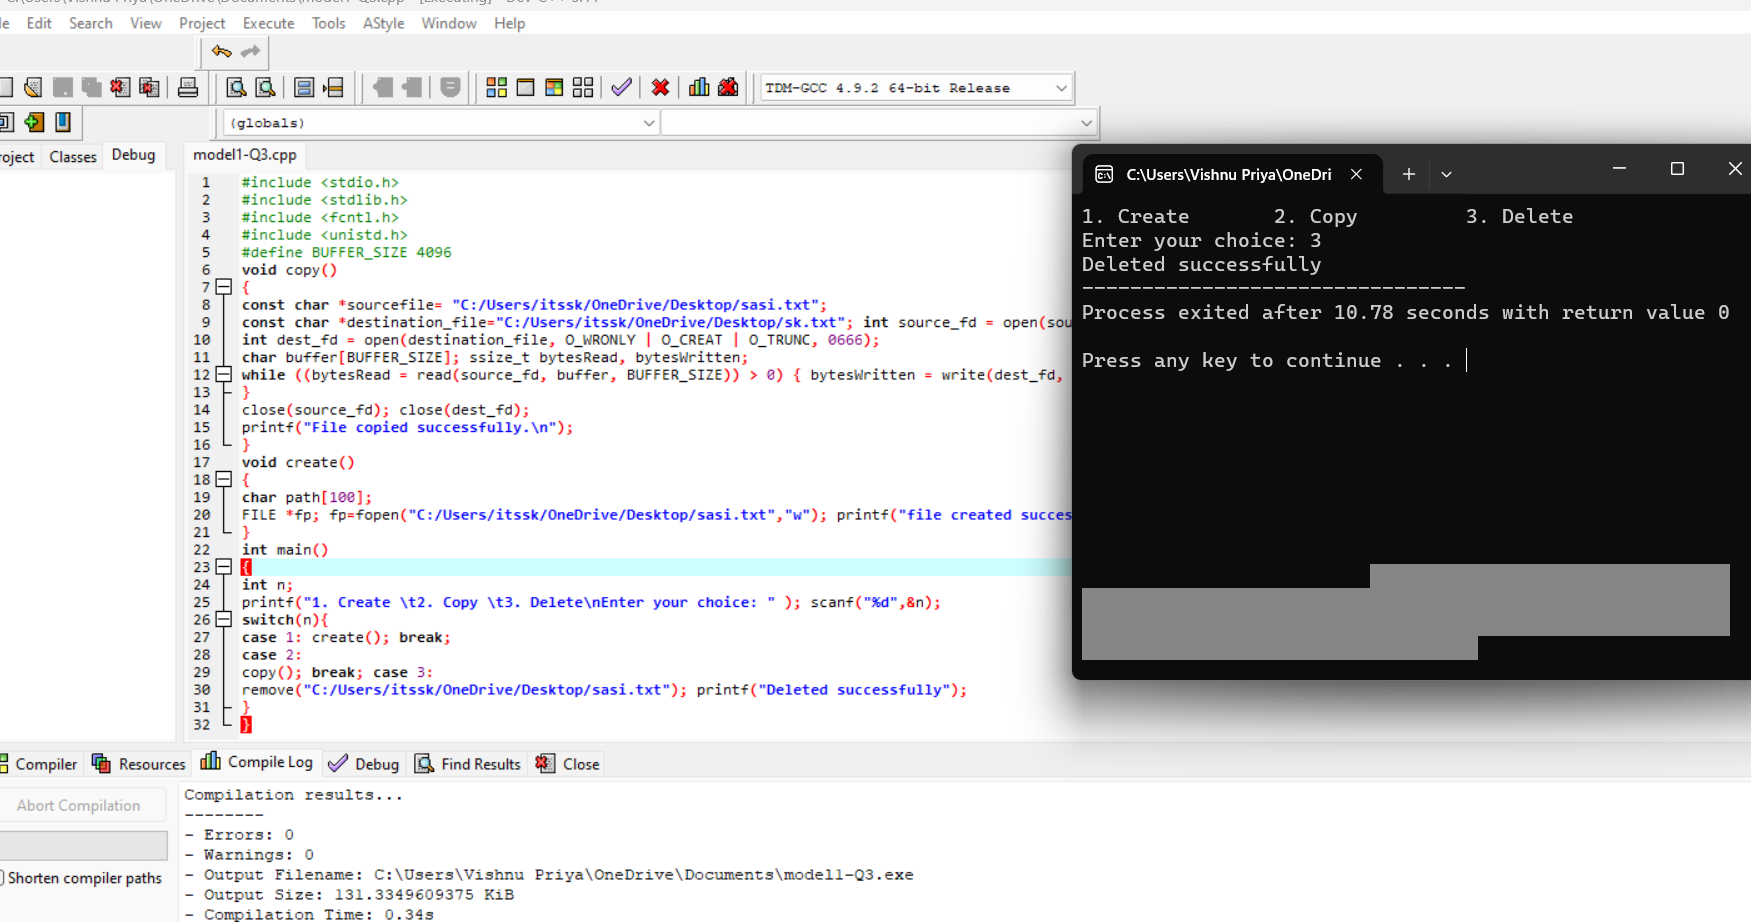 Edit Search View Project Execute Tools AStyle Window Help
TDM-GCC 4.9.2 64-bit Release
(globals)
Classes Debug
model1-Q3.cpp
1 #include <stdio.h>
2 #include <stdlib.h>
3 #include <fcntl.h>
4 #include <unistd.h>
5 #define BUFFER_SIZE 4096
6 void copy()
7 {
8 const char *sourcefile= "C:/Users/itssk/OneDrive/Desktop/sasi.txt";
9 const char *destination_file="C:/Users/itssk/OneDrive/Desktop/sk.txt"; int source_fd = open(sou
10 int dest_fd = open(destination_file, O_WRONLY | O_CREAT | O_TRUNC, 0666);
11 char buffer[BUFFER_SIZE]; ssize_t bytesRead, bytesWritten;
12 while ((bytesRead = read(source_fd, buffer, BUFFER_SIZE)) > 0) { bytesWritten = write(dest_fd,
13 }
14 close(source_fd); close(dest_fd);
15 printf("File copied successfully.\n");
16 }
17 void create()
18 {
19 char path[100];
20 FILE *fp; fp=fopen("C:/Users/itssk/OneDrive/Desktop/sasi.txt","w"); printf("file created succes
21 }
22 int main()
23 {
24 int n;
25 printf("1. Create \t2. Copy \t3. Delete\nEnter your choice: " ); scanf("%d",&n);
26 switch(n){
27 case 1: create(); break;
28 case 2:
29 copy(); break; case 3:
30 remove("C:/Users/itssk/OneDrive/Desktop/sasi.txt"); printf("Deleted successfully");
31 }
32 }
C:\Users\Vishnu Priya\OneDri
1. Create 2. Copy 3. Delete
Enter your choice: 3
Deleted successfully
--------------------------------
Process exited after 10.78 seconds with return value 0
Press any key to continue . . .
Compiler Resources Compile Log Debug Find Results Close
Abort Compilation
Shorten compiler paths
Compilation results...
--------
- Errors: 0
- Warnings: 0
- Output Filename: C:\Users\Vishnu Priya\OneDrive\Documents\model1-Q3.exe
- Output Size: 131.3349609375 KiB
- Compilation Time: 0.34s